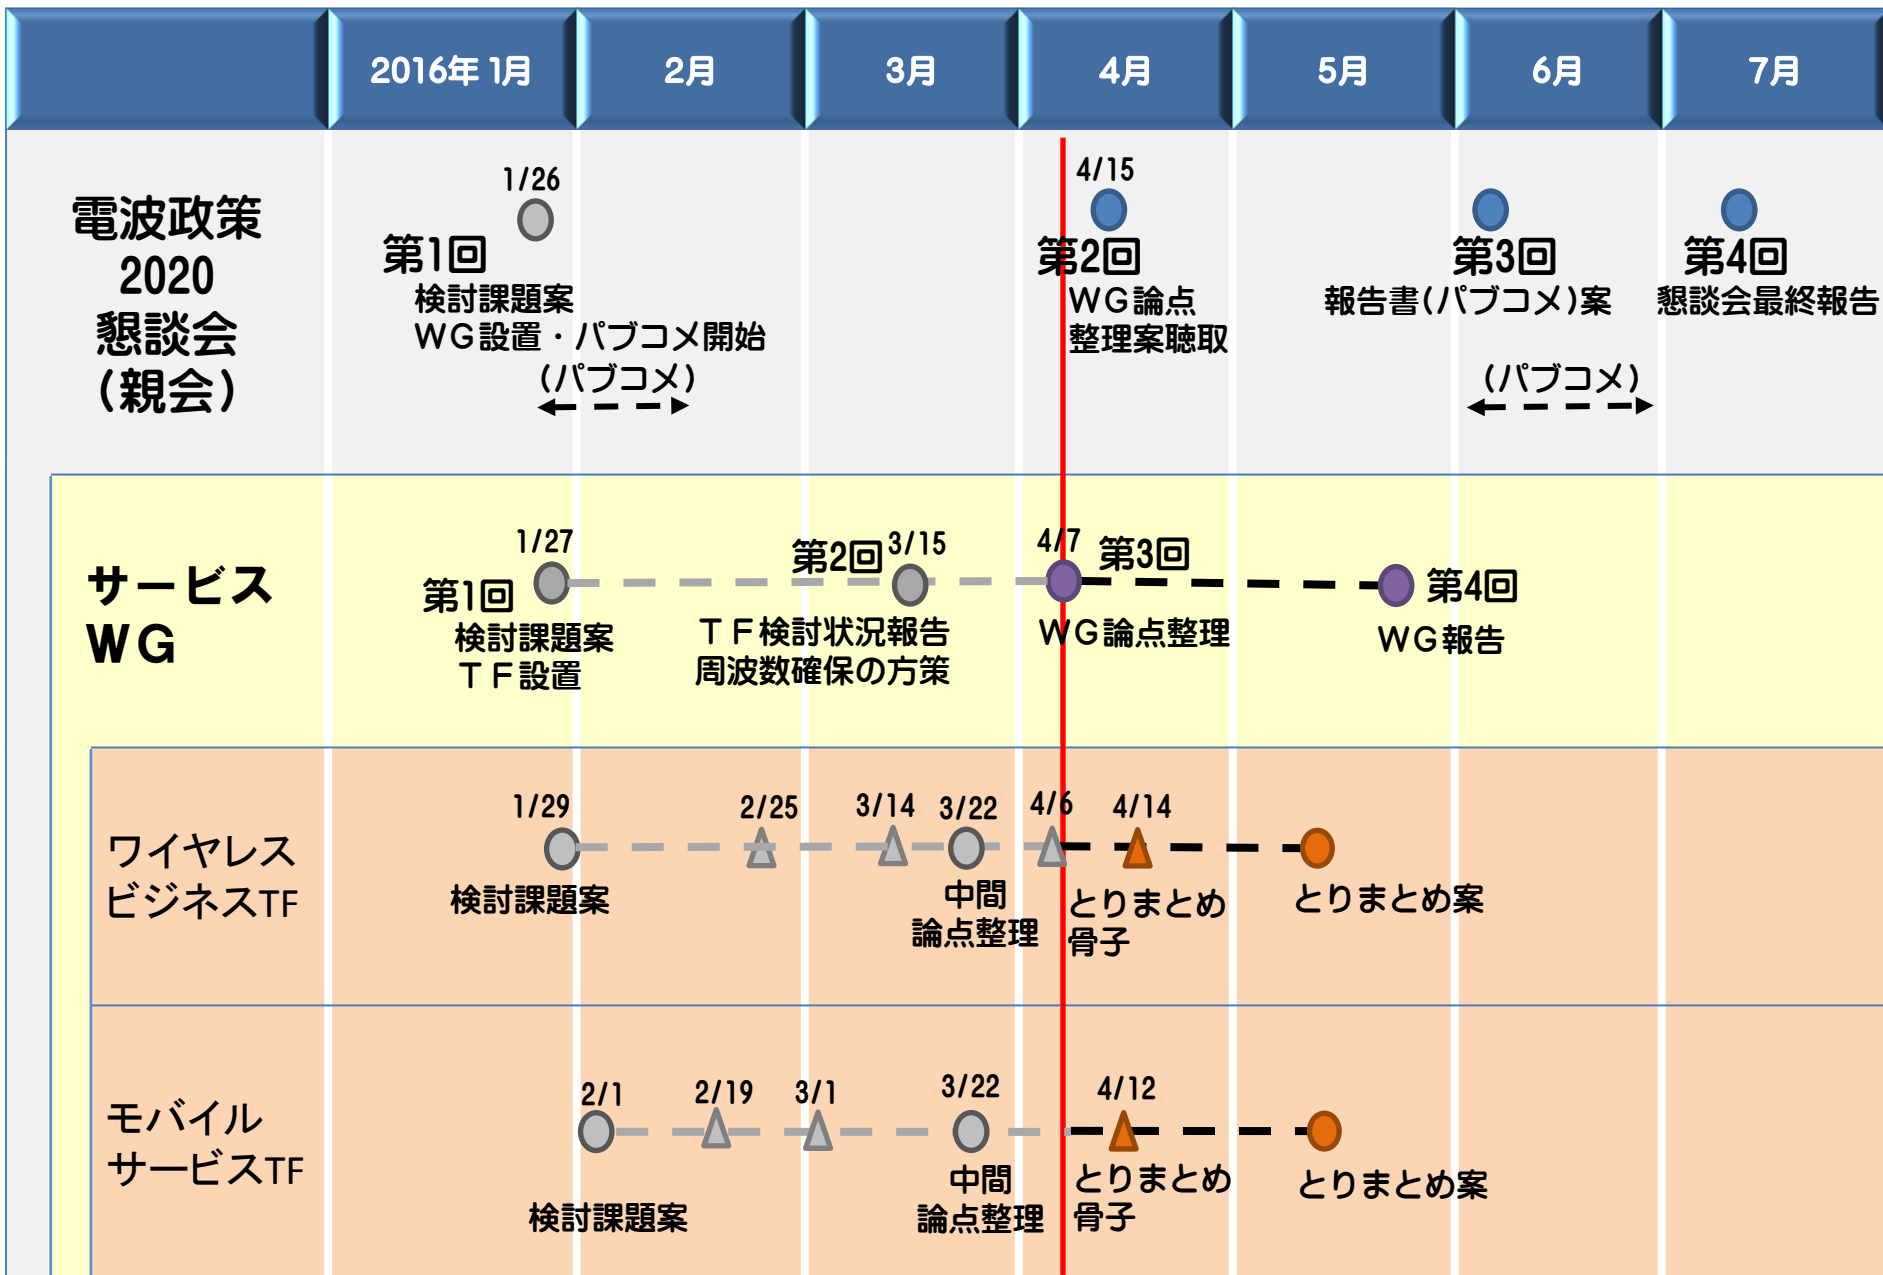 2016年 1月
2月
3月
4月
5月
6月
7月
電波政策
2020
懇談会
(親会)
1/26
第1回
検討課題案
WG設置・パブコメ開始
(パブコメ)
4/15
第2回
WG論点
整理案聴取
第3回
報告書(パブコメ)案
(パブコメ)
第4回
懇談会最終報告
サービス
WG
1/27
第1回
検討課題案
TF設置
第2回
3/15
TF検討状況報告
周波数確保の方策
4/7
第3回
WG論点整理
第4回
WG報告
ワイヤレス
ビジネスTF
1/29
検討課題案
2/25
3/14
3/22
中間
論点整理
4/6
4/14
とりまとめ
骨子
とりまとめ案
モバイル
サービスTF
2/1
検討課題案
2/19
3/1
3/22
中間
論点整理
4/12
とりまとめ
骨子
とりまとめ案